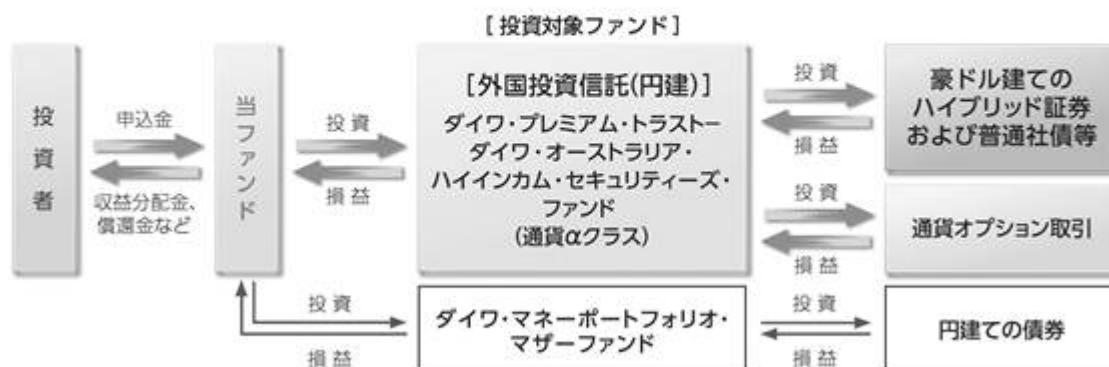 [ 投資対象ファンド ]
投資者
申込金
収益分配金、
償還金など
当ファンド
投資
損益
[外国投資信託(円建)]
ダイワ・プレミアム・トラスト−
ダイワ・オーストラリア・
ハイインカム・セキュリティーズ・
ファンド
(通貨αクラス)
投資
損益
豪ドル建ての
ハイブリッド証券
および普通社債等
投資
損益
通貨オプション取引
投資
損益
ダイワ・マネーポートフォリオ・
マザーファンド
投資
損益
円建ての債券